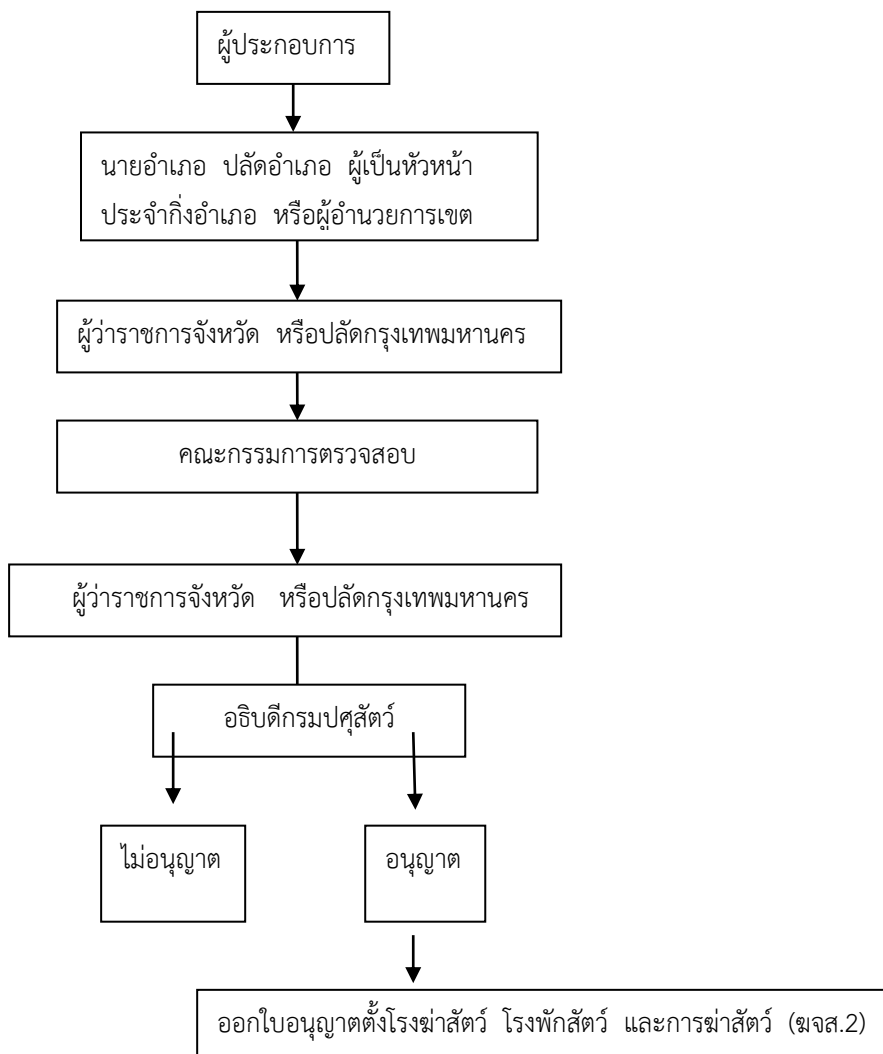 ผู้ประกอบการ
นายอำเภอ ปลัดอำเภอ ผู้เป็นหัวหน้า
ประจำกิ่งอำเภอ หรือผู้อำนวยการเขต
ผู้ว่าราชการจังหวัด หรือปลัดกรุงเทพมหานคร
คณะกรรมการตรวจสอบ
ผู้ว่าราชการจังหวัด หรือปลัดกรุงเทพมหานคร
อธิบดีกรมปศุสัตว์
ไม่อนุญาต
อนุญาต
ออกใบอนุญาตตั้งโรงฆ่าสัตว์ โรงพักสัตว์ และการฆ่าสัตว์ (ฆจส.2)